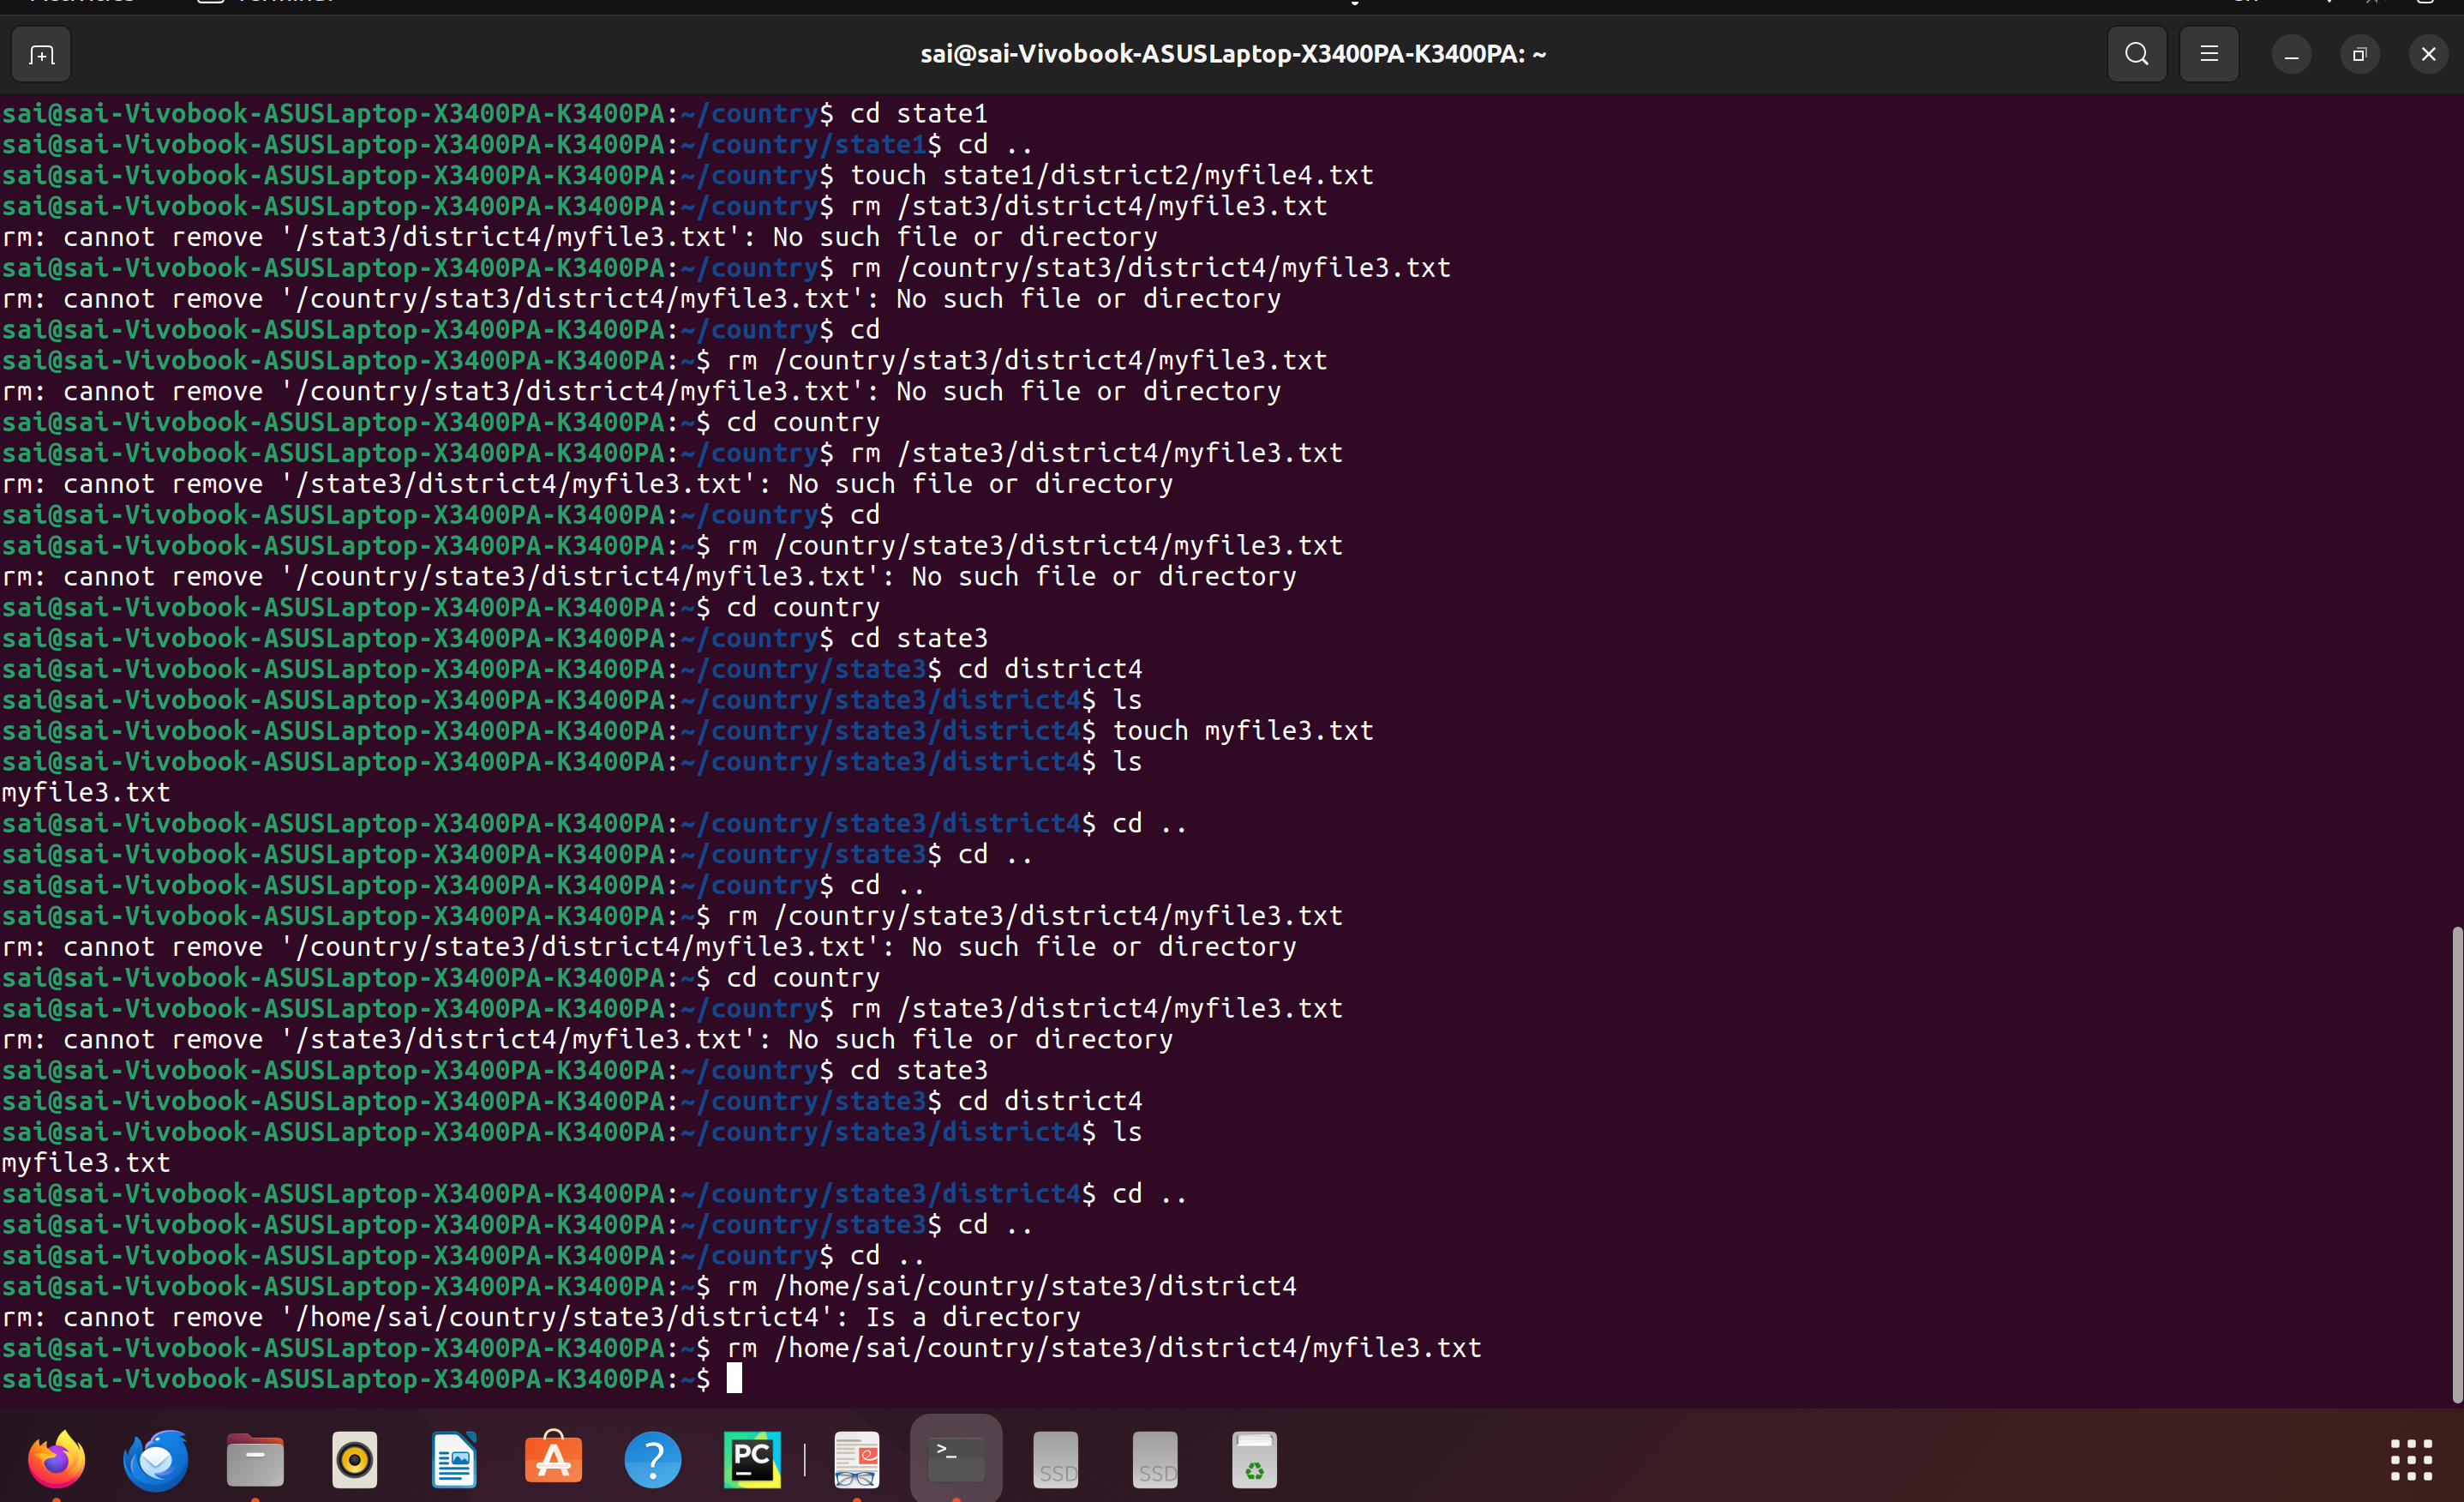 sai@sai-Vivobook-ASUSLaptop-X3400PA-K3400PA: ~
sai@sai-Vivobook-ASUSLaptop-X3400PA-K3400PA:~/country$ cd state1
sai@sai-Vivobook-ASUSLaptop-X3400PA-K3400PA:~/country/state1$ cd ..
sai@sai-Vivobook-ASUSLaptop-X3400PA-K3400PA:~/country$ touch state1/district2/myfile4.txt
sai@sai-Vivobook-ASUSLaptop-X3400PA-K3400PA:~/country$ rm /stat3/district4/myfile3.txt
rm: cannot remove '/stat3/district4/myfile3.txt': No such file or directory
sai@sai-Vivobook-ASUSLaptop-X3400PA-K3400PA:~/country$ rm /country/stat3/district4/myfile3.txt
rm: cannot remove '/country/stat3/district4/myfile3.txt': No such file or directory
sai@sai-Vivobook-ASUSLaptop-X3400PA-K3400PA:~/country$ cd
sai@sai-Vivobook-ASUSLaptop-X3400PA-K3400PA:~$ rm /country/stat3/district4/myfile3.txt
rm: cannot remove '/country/stat3/district4/myfile3.txt': No such file or directory
sai@sai-Vivobook-ASUSLaptop-X3400PA-K3400PA:~$ cd country
sai@sai-Vivobook-ASUSLaptop-X3400PA-K3400PA:~/country$ rm /state3/district4/myfile3.txt
rm: cannot remove '/state3/district4/myfile3.txt': No such file or directory
sai@sai-Vivobook-ASUSLaptop-X3400PA-K3400PA:~/country$ cd
sai@sai-Vivobook-ASUSLaptop-X3400PA-K3400PA:~$ rm /country/state3/district4/myfile3.txt
rm: cannot remove '/country/state3/district4/myfile3.txt': No such file or directory
sai@sai-Vivobook-ASUSLaptop-X3400PA-K3400PA:~$ cd country
sai@sai-Vivobook-ASUSLaptop-X3400PA-K3400PA:~/country$ cd state3
sai@sai-Vivobook-ASUSLaptop-X3400PA-K3400PA:~/country/state3$ cd district4
sai@sai-Vivobook-ASUSLaptop-X3400PA-K3400PA:~/country/state3/district4$ ls
sai@sai-Vivobook-ASUSLaptop-X3400PA-K3400PA:~/country/state3/district4$ touch myfile3.txt
sai@sai-Vivobook-ASUSLaptop-X3400PA-K3400PA:~/country/state3/district4$ ls
myfile3.txt
sai@sai-Vivobook-ASUSLaptop-X3400PA-K3400PA:~/country/state3/district4$ cd ..
sai@sai-Vivobook-ASUSLaptop-X3400PA-K3400PA:~/country/state3$ cd ..
sai@sai-Vivobook-ASUSLaptop-X3400PA-K3400PA:~/country$ cd ..
sai@sai-Vivobook-ASUSLaptop-X3400PA-K3400PA:~$ rm /country/state3/district4/myfile3.txt
rm: cannot remove '/country/state3/district4/myfile3.txt': No such file or directory
sai@sai-Vivobook-ASUSLaptop-X3400PA-K3400PA:~$ cd country
sai@sai-Vivobook-ASUSLaptop-X3400PA-K3400PA:~/country$ rm /state3/district4/myfile3.txt
rm: cannot remove '/state3/district4/myfile3.txt': No such file or directory
sai@sai-Vivobook-ASUSLaptop-X3400PA-K3400PA:~/country$ cd state3
sai@sai-Vivobook-ASUSLaptop-X3400PA-K3400PA:~/country/state3$ cd district4
sai@sai-Vivobook-ASUSLaptop-X3400PA-K3400PA:~/country/state3/district4$ ls
myfile3.txt
sai@sai-Vivobook-ASUSLaptop-X3400PA-K3400PA:~/country/state3/district4$ cd ..
sai@sai-Vivobook-ASUSLaptop-X3400PA-K3400PA:~/country/state3$ cd ..
sai@sai-Vivobook-ASUSLaptop-X3400PA-K3400PA:~/country$ cd ..
sai@sai-Vivobook-ASUSLaptop-X3400PA-K3400PA:~$ rm /home/sai/country/state3/district4
rm: cannot remove '/home/sai/country/state3/district4': Is a directory
sai@sai-Vivobook-ASUSLaptop-X3400PA-K3400PA:~$ rm /home/sai/country/state3/district4/myfile3.txt
sai@sai-Vivobook-ASUSLaptop-X3400PA-K3400PA:~$
PC >_ SSD SSD